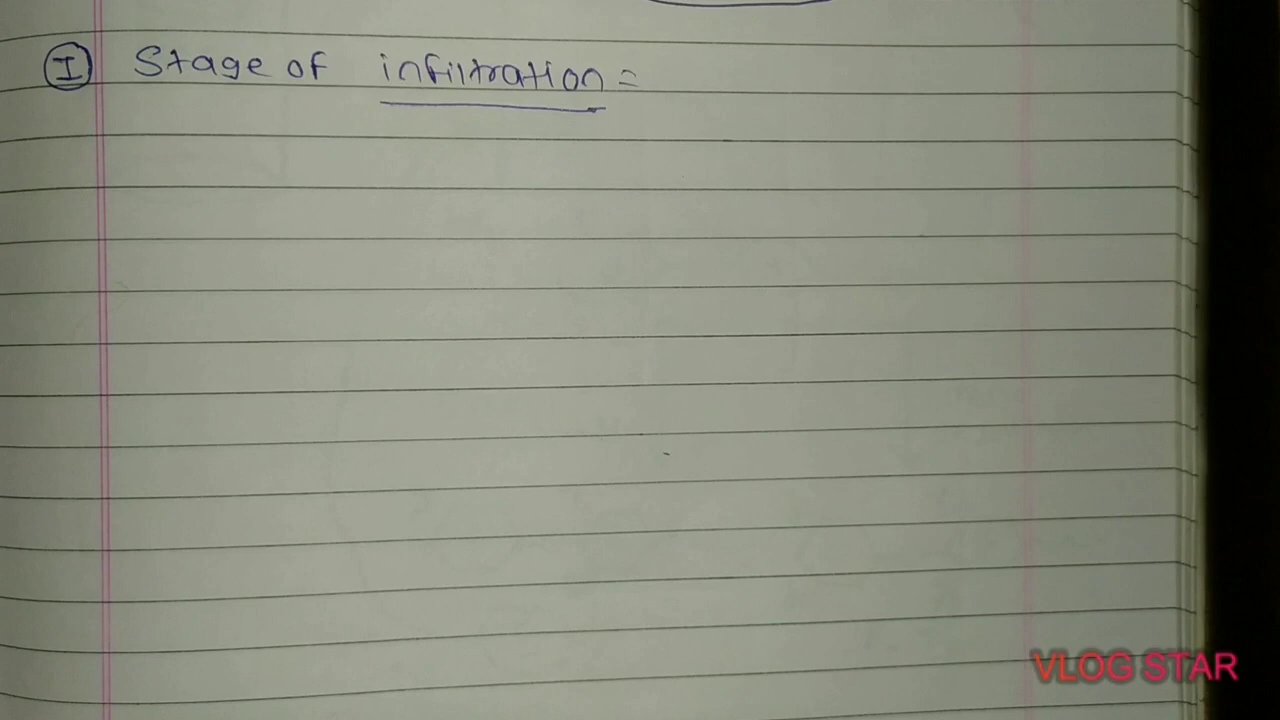 I Stage of infiltration =
VLOG STAR